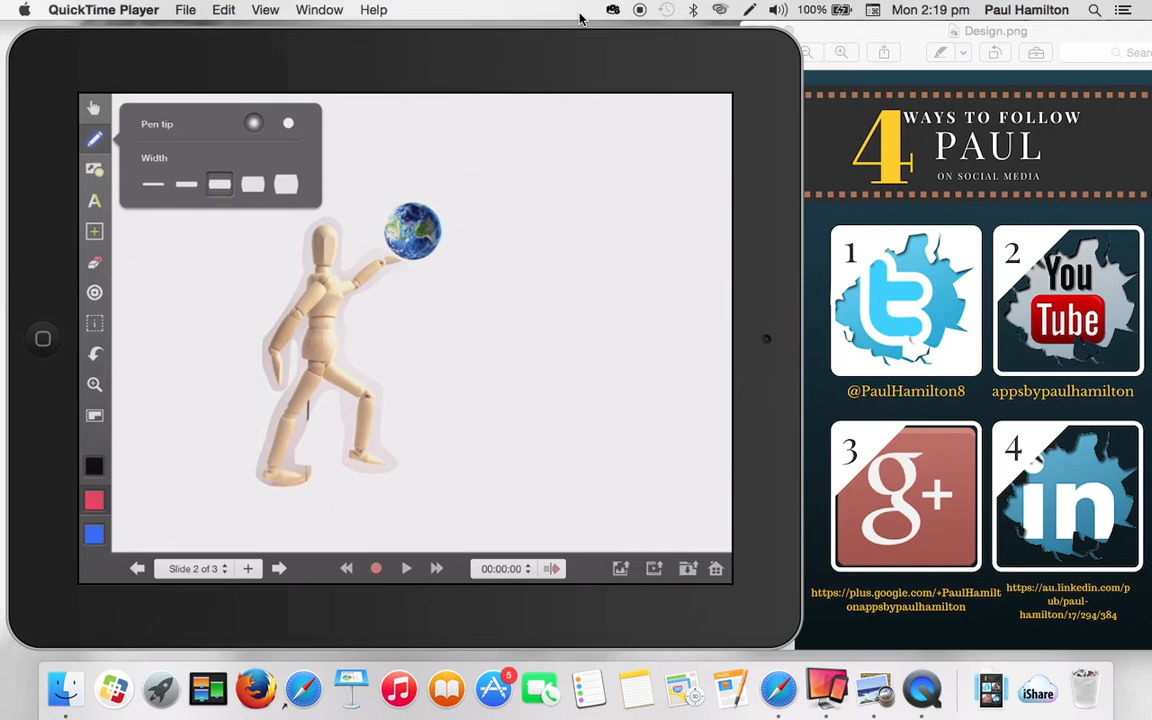 QuickTime Player File Edit View Window Help 100% Mon 2:19 pm Paul Hamilton
Design.png
Pen tip
Width
A
Slide 2 of 3
00:00:00
4 WAYS TO FOLLOW
PAUL
ON SOCIAL MEDIA
1
2
You
Tube
@PaulHamilton8
appsbypaulhamilton
3
g+
4
in
https://plus.google.com/+PaulHamilt
onappsbypaulhamilton
https://au.linkedin.com/p
ub/paul-
hamilton/17/294/384
5
iShare